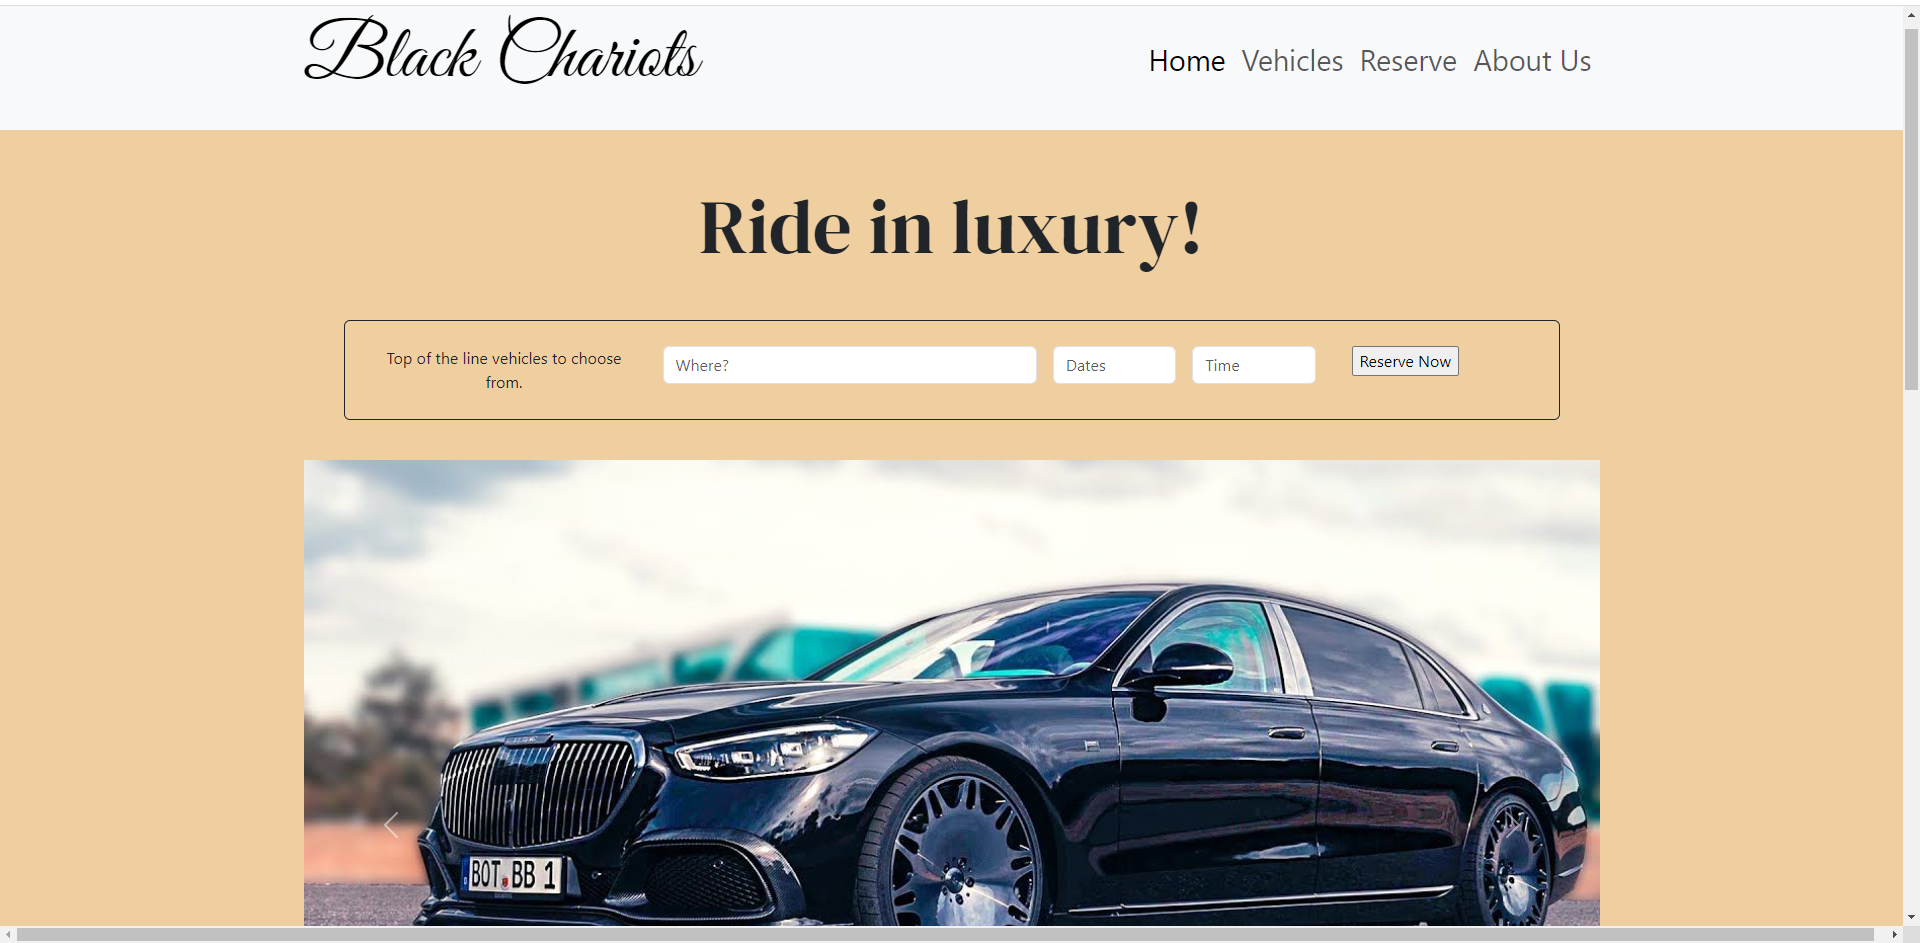 Black Chariots
Home Vehicles Reserve About Us
Ride in luxury!
Top of the line vehicles to choose
from.
Where?
Dates
Time
Reserve Now
BOT BB 1